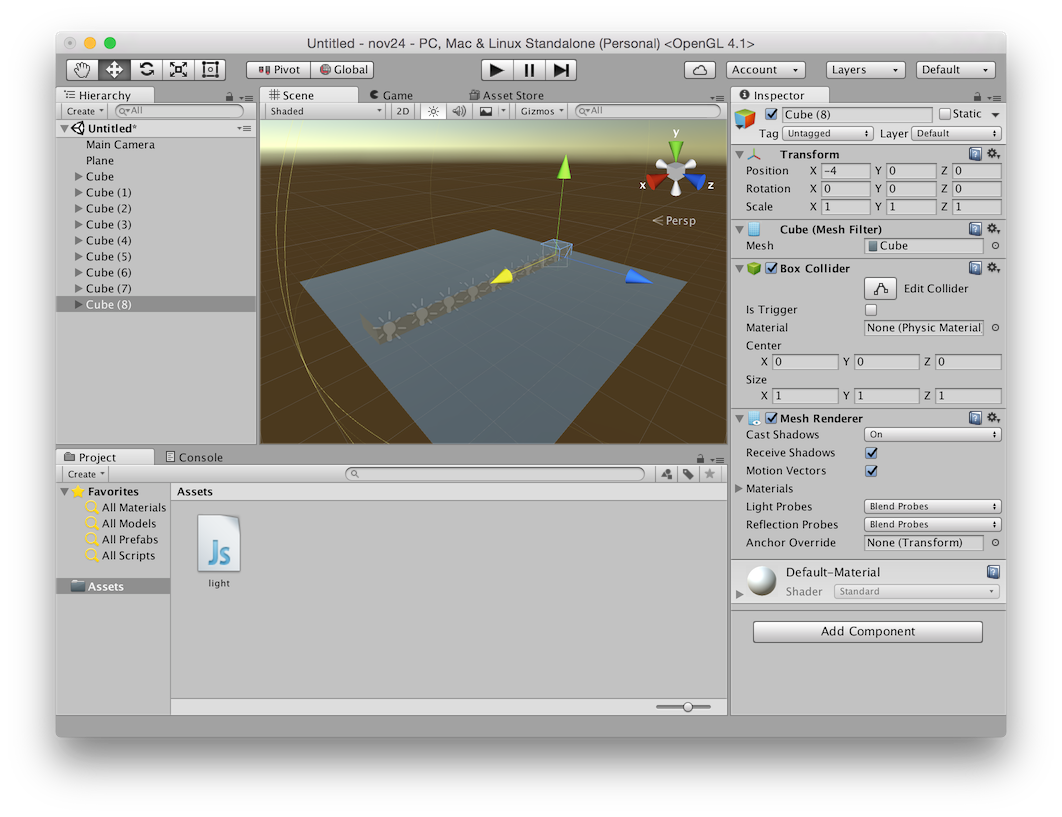 Untitled - nov24 - PC, Mac & Linux Standalone (Personal) <OpenGL 4.1>
Pivot Global Account Layers Default
Hierarchy
Create All
Untitled*
Main Camera
Plane
Cube
Cube (1)
Cube (2)
Cube (3)
Cube (4)
Cube (5)
Cube (6)
Cube (7)
Cube (8)
Scene Game Asset Store
Shaded 2D Gizmos All
y
x z
Persp
Inspector
Cube (8) Static
Tag Untagged Layer Default
Transform
Position X -4 Y 0 Z 0
Rotation X 0 Y 0 Z 0
Scale X 1 Y 1 Z 1
Cube (Mesh Filter)
Mesh Cube
Box Collider
Edit Collider
Is Trigger
Material None (Physic Material
Center
X 0 Y 0 Z 0
Size
X 1 Y 1 Z 1
Mesh Renderer
Cast Shadows On
Receive Shadows
Motion Vectors
Materials
Light Probes Blend Probes
Reflection Probes Blend Probes
Anchor Override None (Transform)
Default-Material
Shader Standard
Add Component
Project Console
Create
Favorites
All Materials
All Models
All Prefabs
All Scripts
Assets
Assets
Js
light